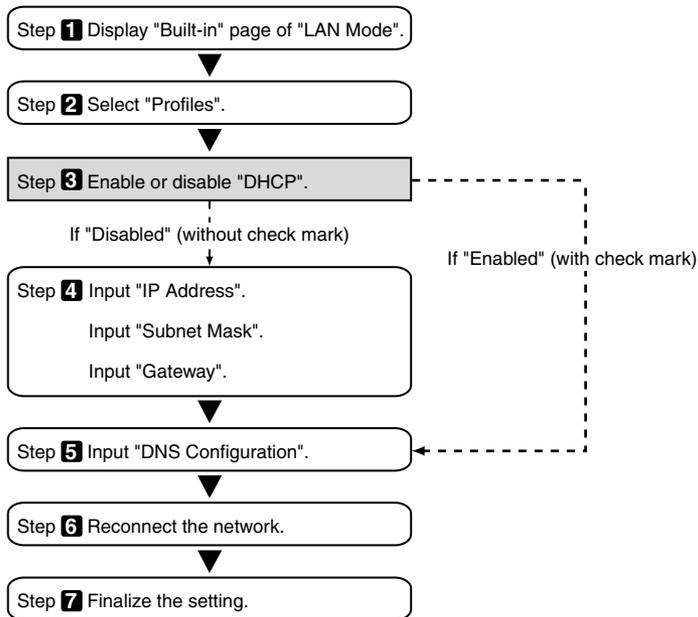 Step 1 Display "Built-in" page of "LAN Mode".
Step 2 Select "Profiles".
Step 3 Enable or disable "DHCP".
If "Disabled" (without check mark)
If "Enabled" (with check mark)
Step 4 Input "IP Address".
Input "Subnet Mask".
Input "Gateway".
Step 5 Input "DNS Configuration".
Step 6 Reconnect the network.
Step 7 Finalize the setting.